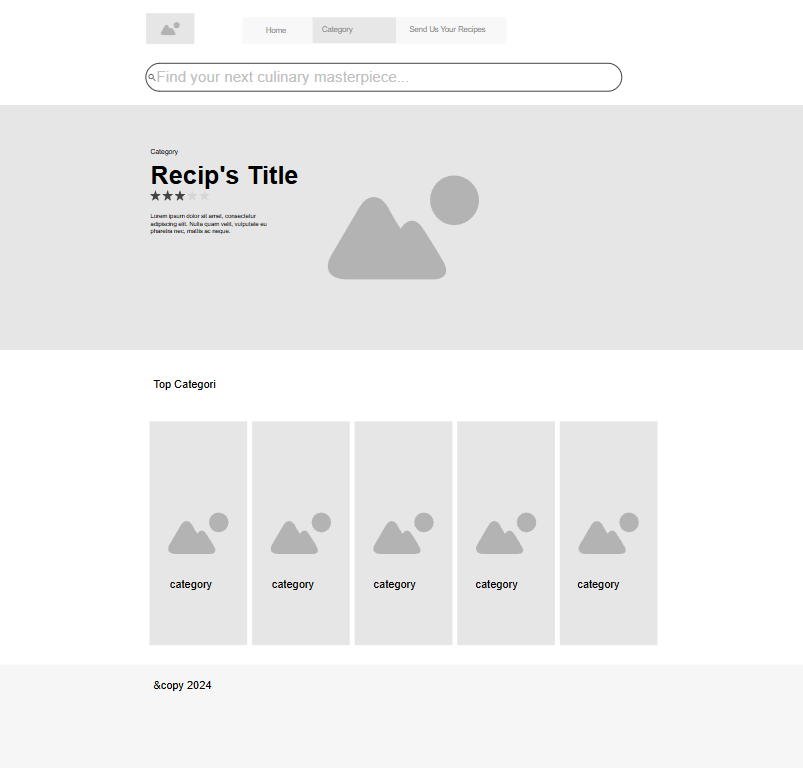 Home
Category
Send Us Your Recipes
Find your next culinary masterpiece...
Category
Recip's Title
Lorem ipsum dolor sit amet, consectetur
adipiscing elit. Nulla quam velit, vulputate eu
pharetra nec, mattis ac neque.
Top Categori
category
category
category
category
category
&copy 2024